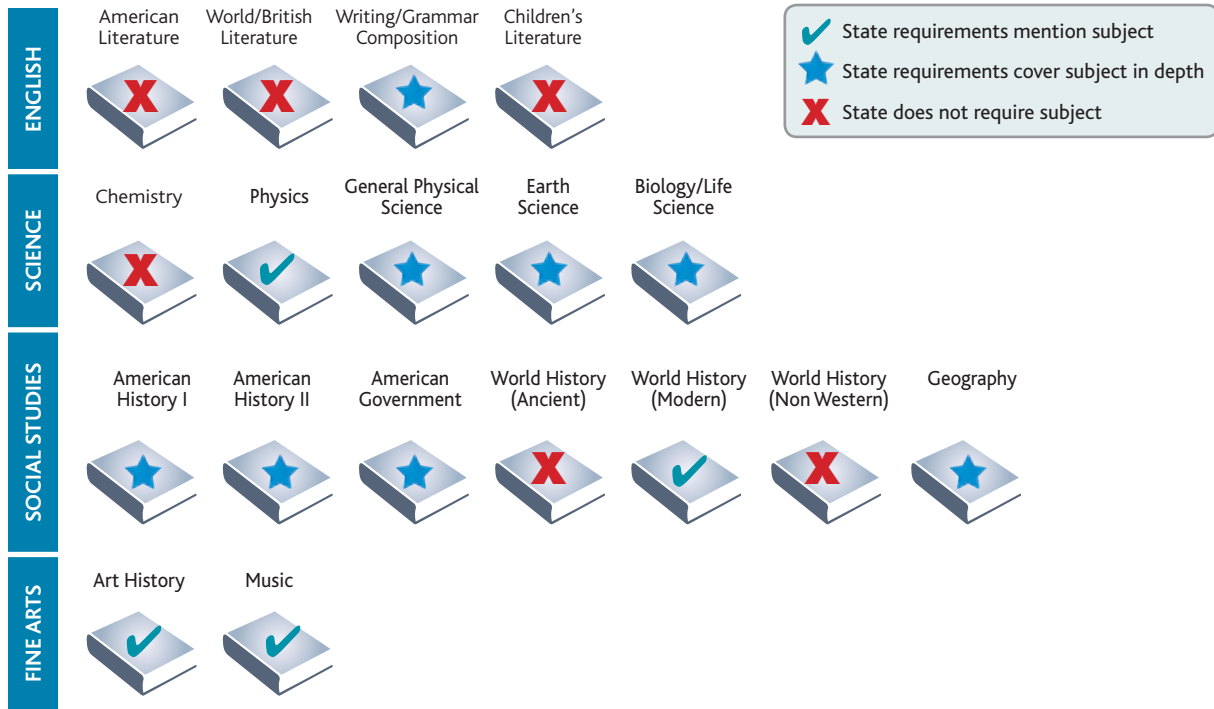 ENGLISH
American
Literature
World/British
Literature
Writing/Grammar
Composition
Children's
Literature
State requirements mention subject
State requirements cover subject in depth
State does not require subject
SCIENCE
Chemistry
Physics
General Physical
Science
Earth
Science
Biology/Life
Science
SOCIAL STUDIES
American
History I
American
History II
American
Government
World History
(Ancient)
World History
(Modern)
World History
(Non Western)
Geography
FINE ARTS
Art History
Music